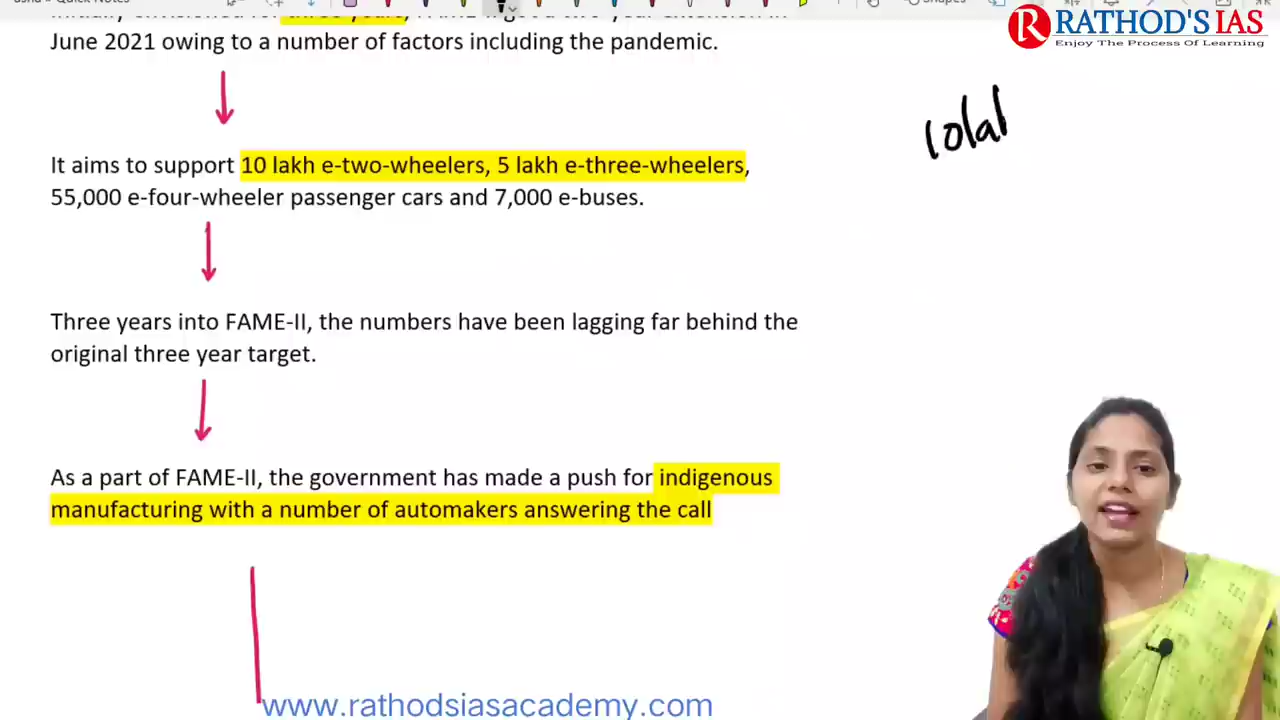 June 2021 owing to a number of factors including the pandemic.
RATHOD'S IAS
Enjoy The Process Of Learning
It aims to support 10 lakh e-two-wheelers, 5 lakh e-three-wheelers,
55,000 e-four-wheeler passenger cars and 7,000 e-buses.
Three years into FAME-II, the numbers have been lagging far behind the
original three year target.
As a part of FAME-II, the government has made a push for indigenous
manufacturing with a number of automakers answering the call
www.rathodsiasacademy.com